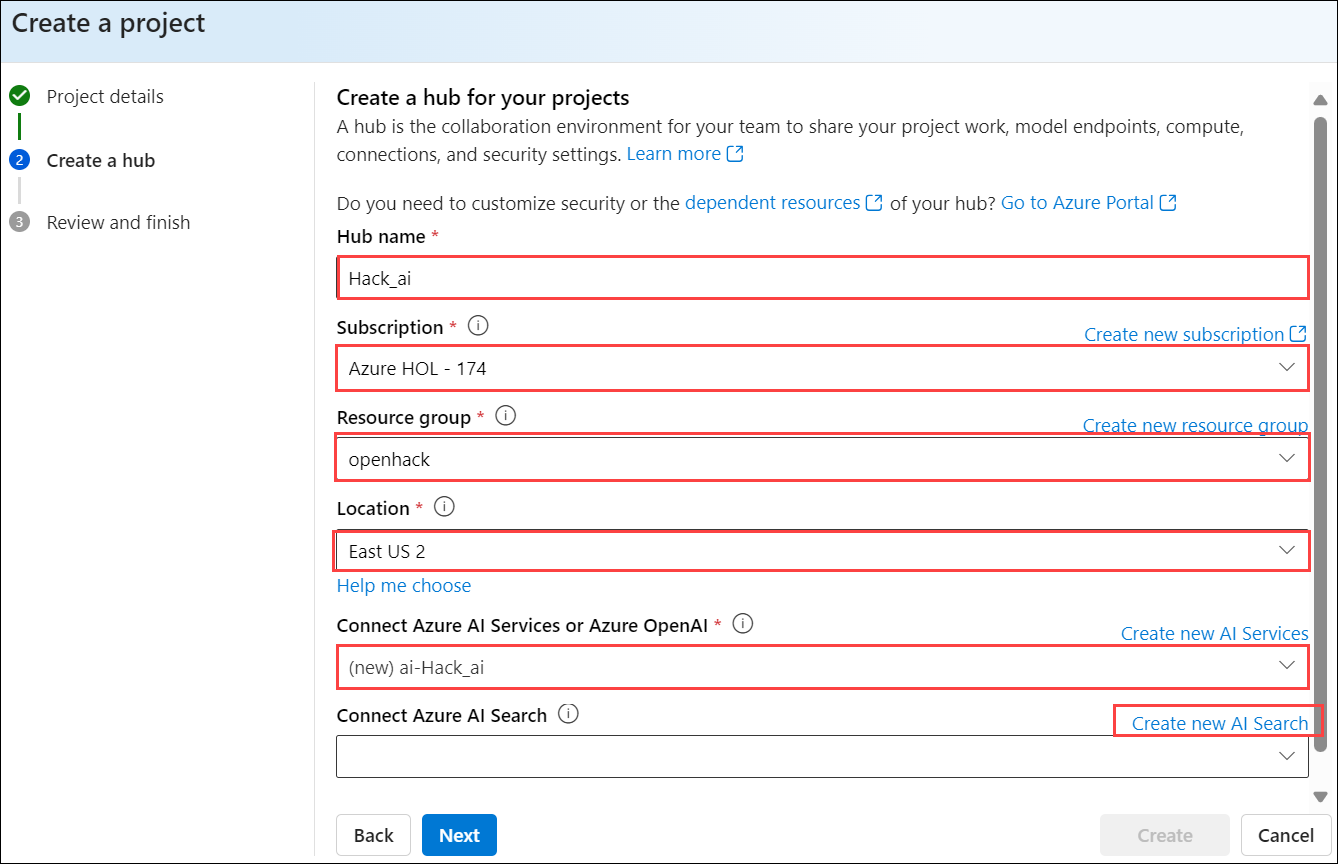 Create a project
Project details
2 Create a hub
3 Review and finish
Create a hub for your projects
A hub is the collaboration environment for your team to share your project work, model endpoints, compute,
connections, and security settings. Learn more
Do you need to customize security or the dependent resources of your hub? Go to Azure Portal
Hub name *
Hack_ai
Subscription *
Create new subscription
Azure HOL - 174
Resource group *
Create new resource group
openhack
Location *
East US 2
Help me choose
Connect Azure AI Services or Azure OpenAI *
Create new AI Services
(new) ai-Hack_ai
Connect Azure AI Search
Create new AI Search
Back Next Create Cancel